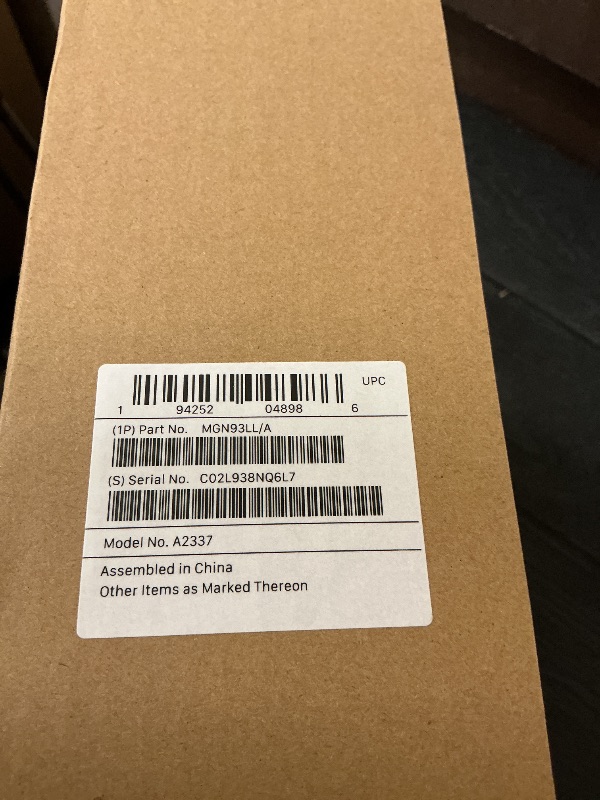 UPC
1 94252 04898 6
(1P) Part No. MGN93LL/A
(S) Serial No. C02L938NQ6L7
Model No. A2337
Assembled in China
Other Items as Marked Thereon